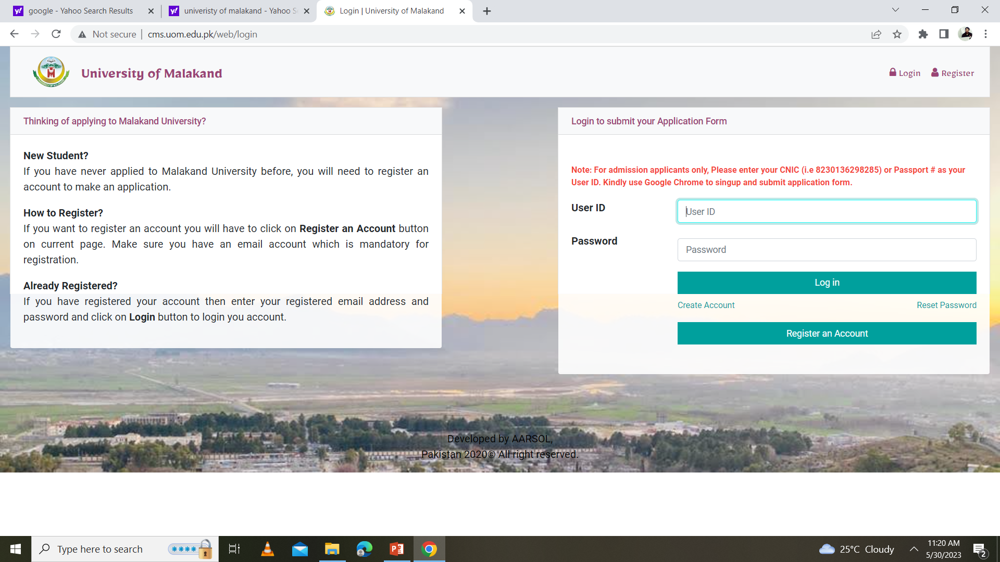 google - Yahoo Search Results
univeristy of malakand - Yahoo S
Login | University of Malakand
Not secure | cms.uom.edu.pk/web/login
University of Malakand
Login Register
Thinking of applying to Malakand University?
New Student?
If you have never applied to Malakand University before, you will need to register an
account to make an application.
How to Register?
If you want to register an account you will have to click on Register an Account button
on current page. Make sure you have an email account which is mandatory for
registration.
Already Registered?
If you have registered your account then enter your registered email address and
password and click on Login button to login you account.
Login to submit your Application Form
Note: For admission applicants only, Please enter your CNIC (i.e 8230136298285) or Passport # as your
User ID. Kindly use Google Chrome to singup and submit application form.
User ID
User ID
Password
Password
Log in
Create Account
Reset Password
Register an Account
Developed by AARSOL,
Pakistan 2020© All right reserved.
Type here to search
25°C Cloudy
11:20 AM
5/30/2023
2